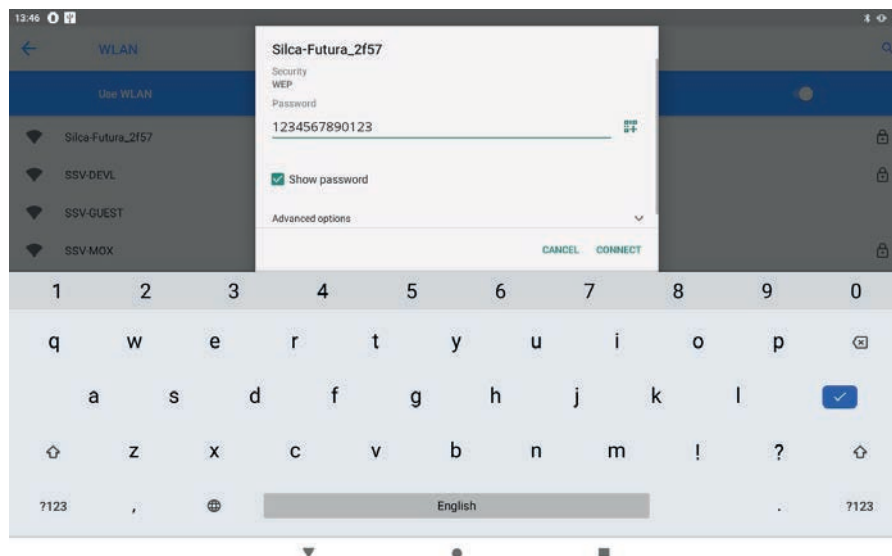 13:46
WLAN
Use WLAN
Silca-Futura_2f57
SSV-DEVL
SSV-GUEST
SSV-MOX
Silca-Futura_2f57
Security
WEP
Password
1234567890123
Show password
Advanced options
CANCEL CONNECT
1 2 3 4 5 6 7 8 9 0
q w e r t y u i o p
a s d f g h j k l
z x c v b n m ! ?
?123 , English . ?123